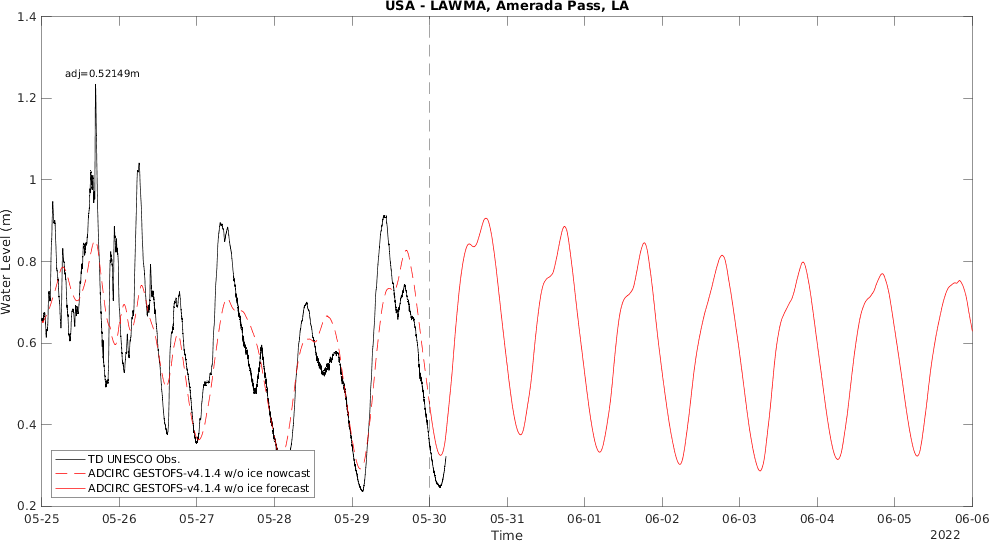 USA - LAWMA, Amerada Pass, LA
1.4
adj=0.52149m
1.2
1
0.8
Water Level (m)
0.6
0.4
TD UNESCO Obs.
ADCIRC GESTOFS-v4.1.4 w/o ice nowcast
ADCIRC GESTOFS-v4.1.4 w/o ice forecast
0.2
05-25 05-26 05-27 05-28 05-29 05-30 05-31 06-01 06-02 06-03 06-04 06-05 06-06
Time
2022